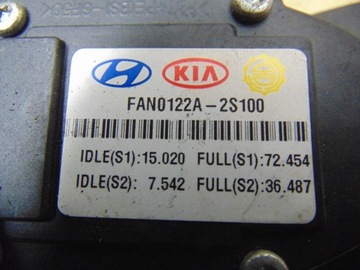 KIA
FAN0122A-2S100
IDLE(S1):15.020 FULL(S1):72.454
IDLE(S2): 7.542 FULL(S2):36.487